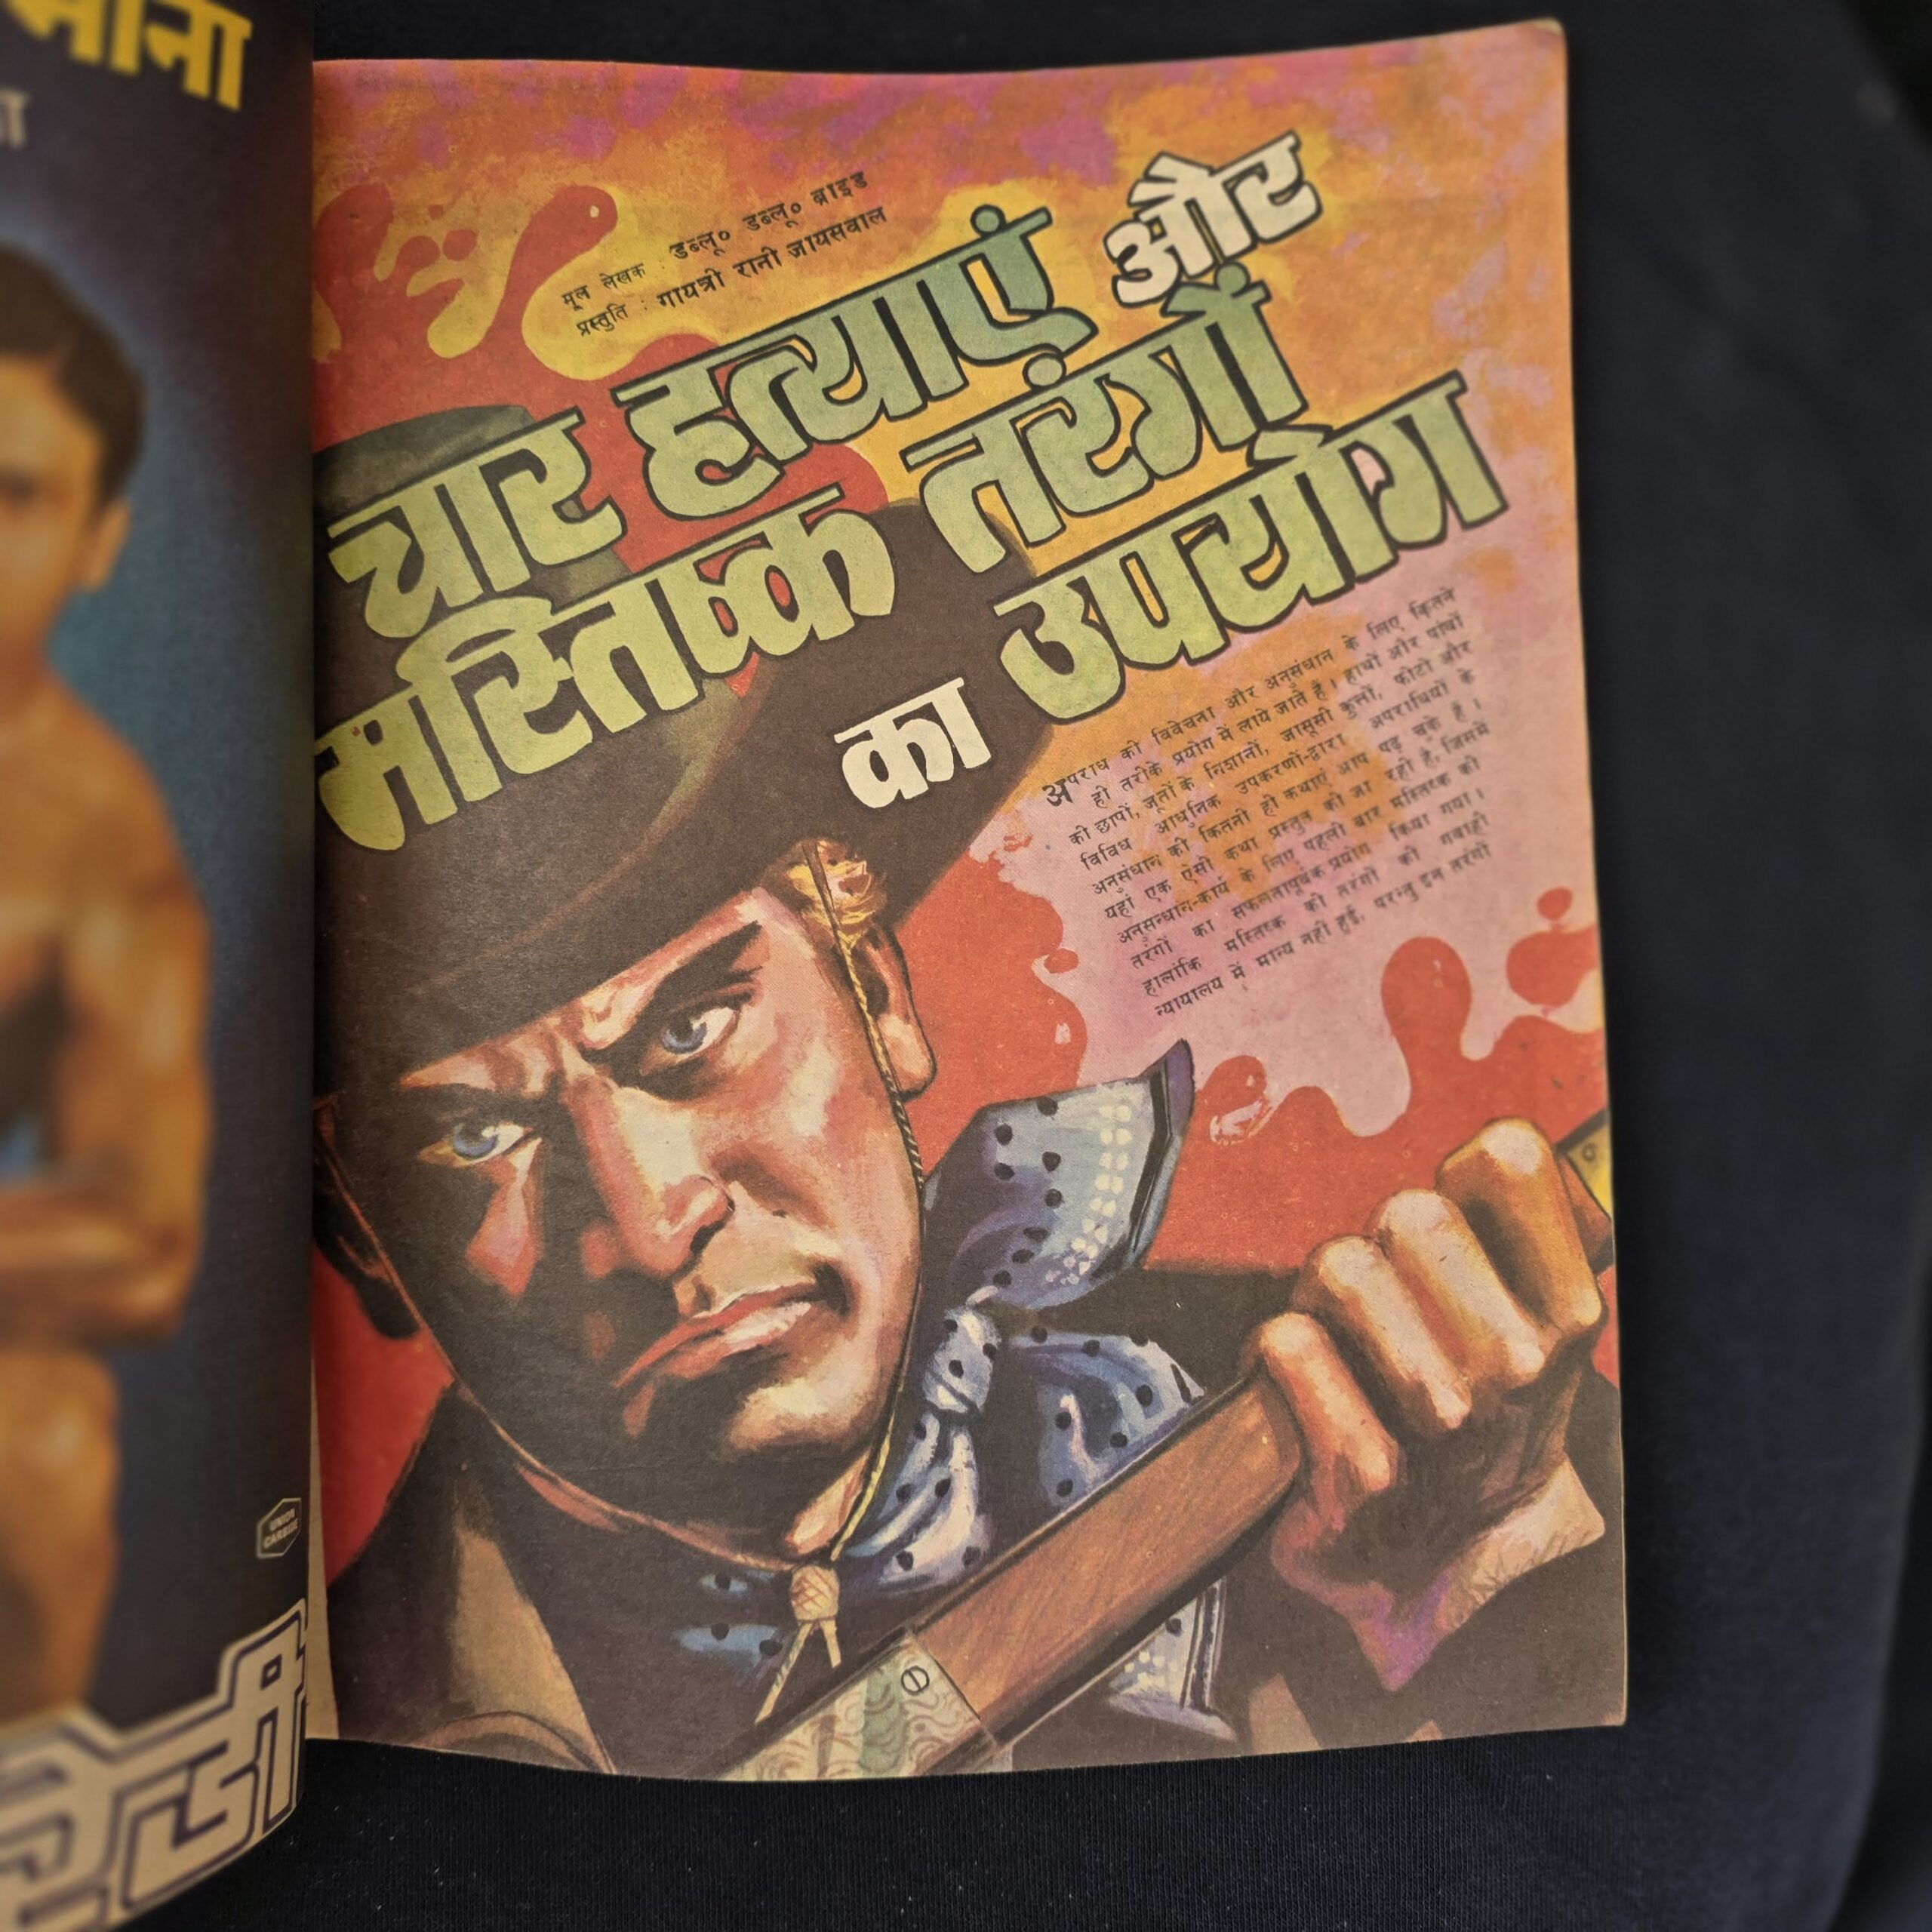 माना
मूल लेखक : डब्लू० डब्लू० ब्राइड
प्रस्तुति : गायत्री रानी जायसवाल
चार हत्याएं और
मस्तिष्क तरंगों
का उपयोग
अपराध की विवेचना और अनुसंधान के लिए कितने
ही तरीके प्रयोग में लाये जाते हैं। हाथों और पांवों
की छापों, जूतों के निशानों, जासूसी कुत्तों, फोटो और
विविध आधुनिक उपकरणों-द्वारा अपराधियों के
अनुसंधान की कितनी ही कथाएं आप पढ़ चुके हैं।
यहां एक ऐसी कथा प्रस्तुत की जा रही है, जिसमें
अनुसन्धान-कार्य के लिए पहली बार मस्तिष्क की
तरंगों का सफलतापूर्वक प्रयोग किया गया।
हालांकि मस्तिष्क की तरंगों की गवाही
न्यायालय में मान्य नहीं हुई, परन्तु इन तरंगों
UNION
CARBIDE